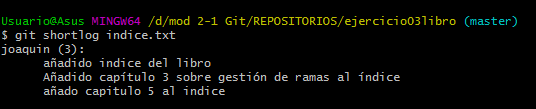 Usuario@Asus MINGW64 /d/mod 2-1 Git/REPOSITORIOS/ejercicio03libro (master)
$ git shortlog indice.txt
joaquin (3):
añadido indice del libro
Añadido capítulo 3 sobre gestión de ramas al índice
añado capitulo 5 al indice